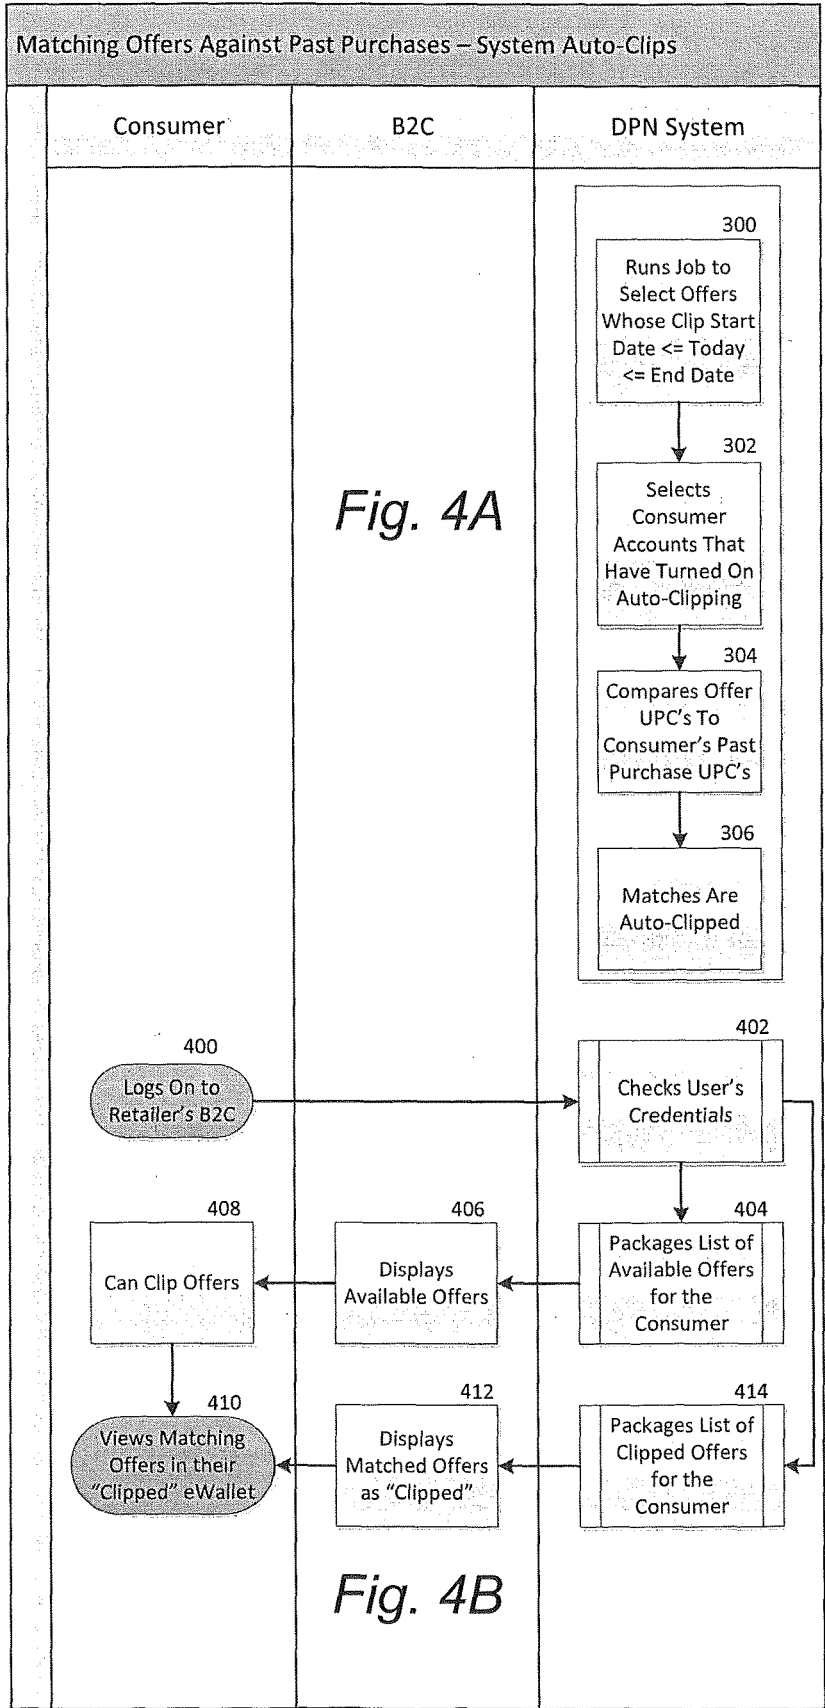 Matching Offers Against Past Purchases – System Auto-Clips
Consumer
B2C
DPN System
300
Runs Job to
Select Offers
Whose Clip Start
Date <= Today
<= End Date
302
Selects
Consumer
Accounts That
Have Turned On
Auto-Clipping
Fig. 4A
304
Compares Offer
UPC's To
Consumer's Past
Purchase UPC's
306
Matches Are
Auto-Clipped
400
Logs On to
Retailer's B2C
402
Checks User's
Credentials
408
Can Clip Offers
406
Displays
Available Offers
404
Packages List of
Available Offers
for the
Consumer
410
Views Matching
Offers in their
"Clipped" eWallet
412
Displays
Matched Offers
as "Clipped"
414
Packages List of
Clipped Offers
for the
Consumer
Fig. 4B